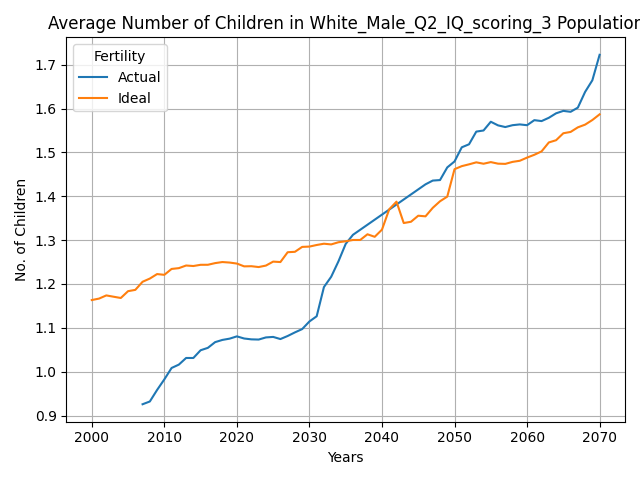 Average Number of Children in White_Male_Q2_IQ_scoring_3 Population
Fertility
Actual
Ideal
1.7
1.6
1.5
1.4
1.3
1.2
1.1
1.0
0.9
No. of Children
2000 2010 2020 2030 2040 2050 2060 2070
Years